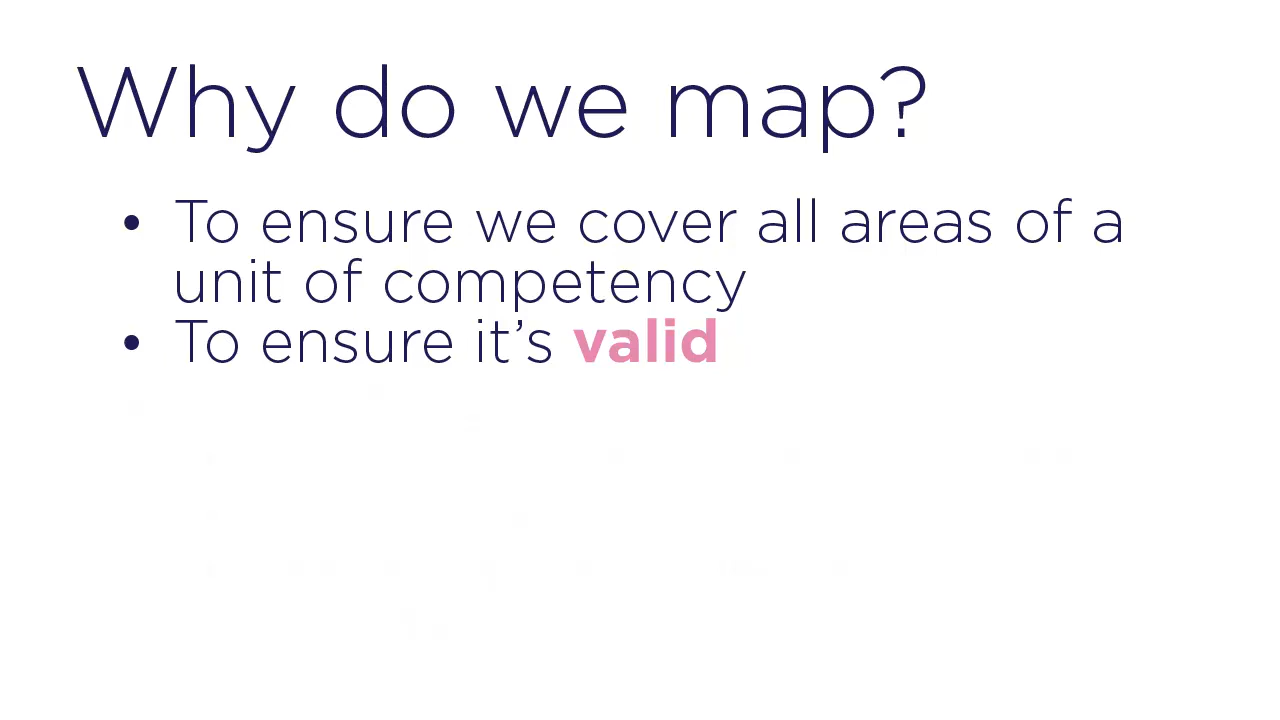 Why do we map?
• To ensure we cover all areas of a
unit of competency
• To ensure it’s valid